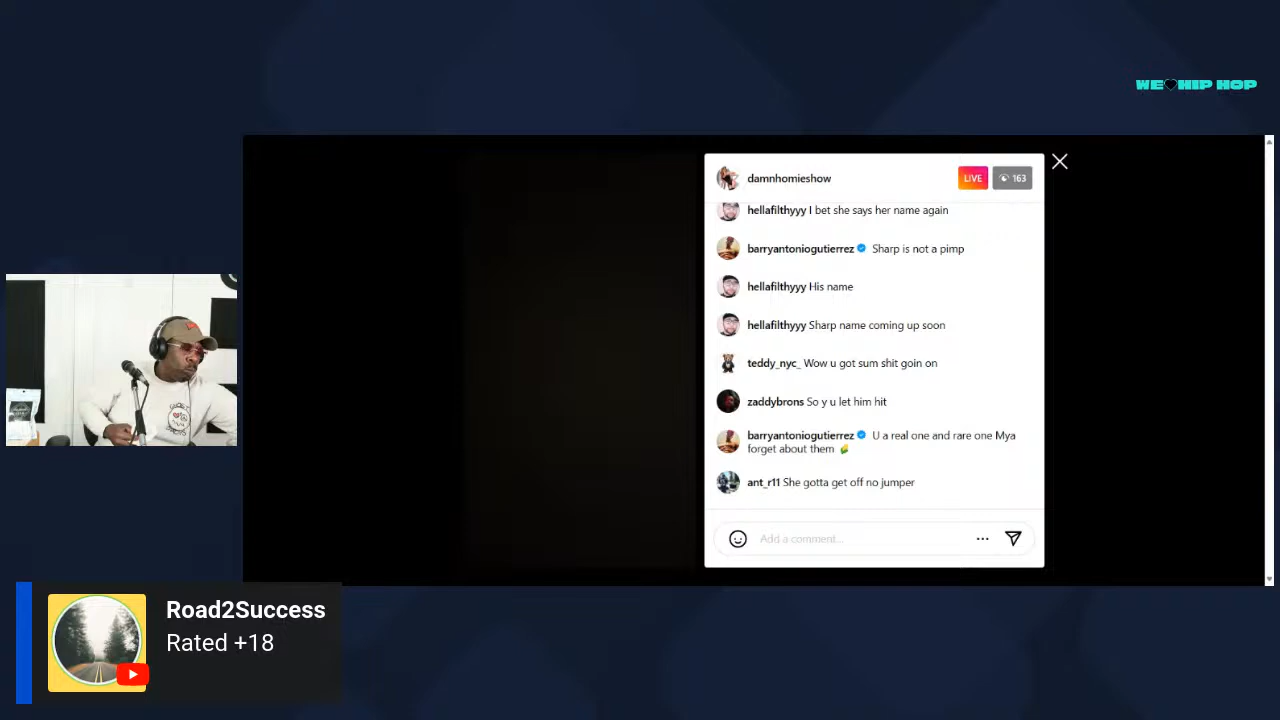 WE🖤HIP HOP
damnhomieshow
LIVE
163
hellafilthyyy I bet she says her name again
barryantoniogutierrez Sharp is not a pimp
hellafilthyyy His name
hellafilthyyy Sharp name coming up soon
teddy_nyc_ Wow u got sum shit goin on
zaddybrons So y u let him hit
barryantoniogutierrez U a real one and rare one Mya
forget about them 🌽
ant_r11 She gotta get off no jumper
Add a comment...
Road2Success
Rated +18